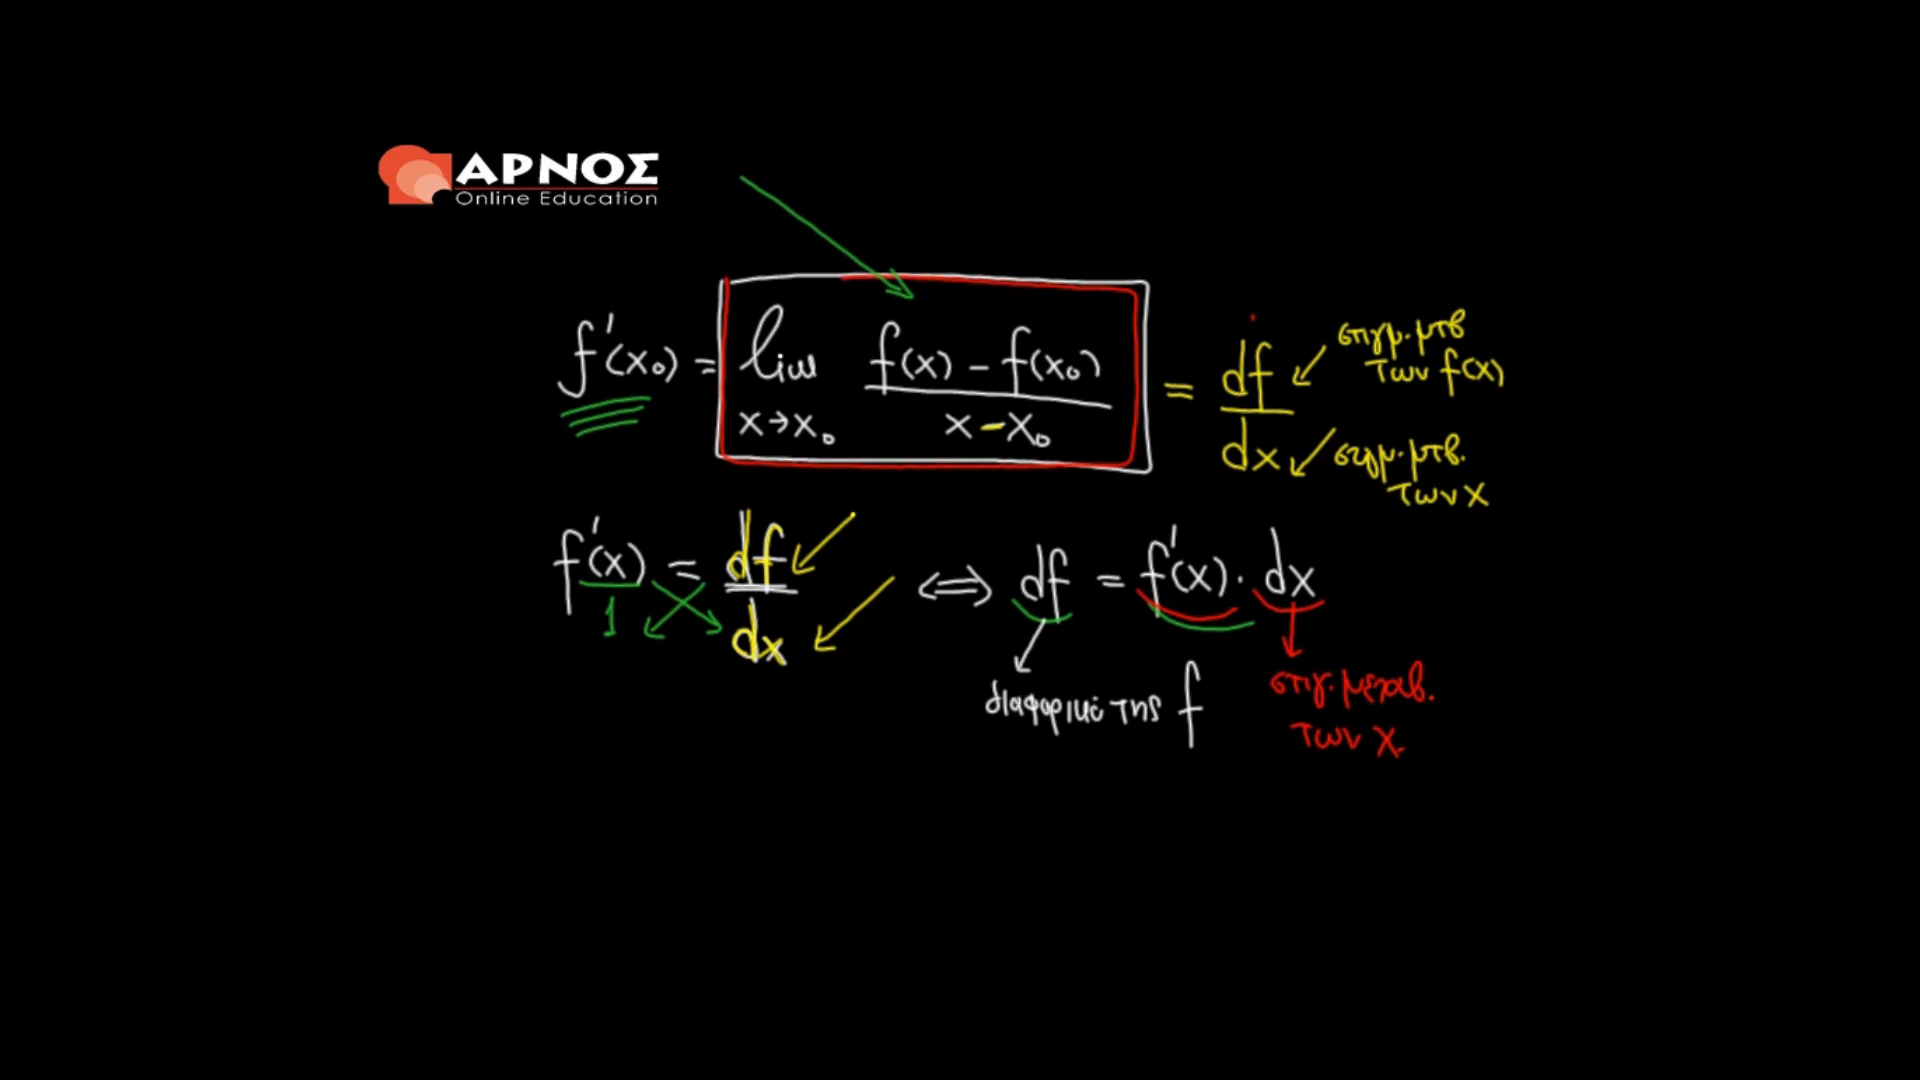 ΑΡΝΟΣ
Online Education
f'(x₀) = lim x→x₀ f(x) - f(x₀) / x - x₀ = df / dx
στιγμ. μτβ
των f(x)
στιγμ. μτβ.
των x
f'(x) = df / dx ⟺ df = f'(x) · dx
1
διαφορικό της f
στιγ. μεταβ.
των x